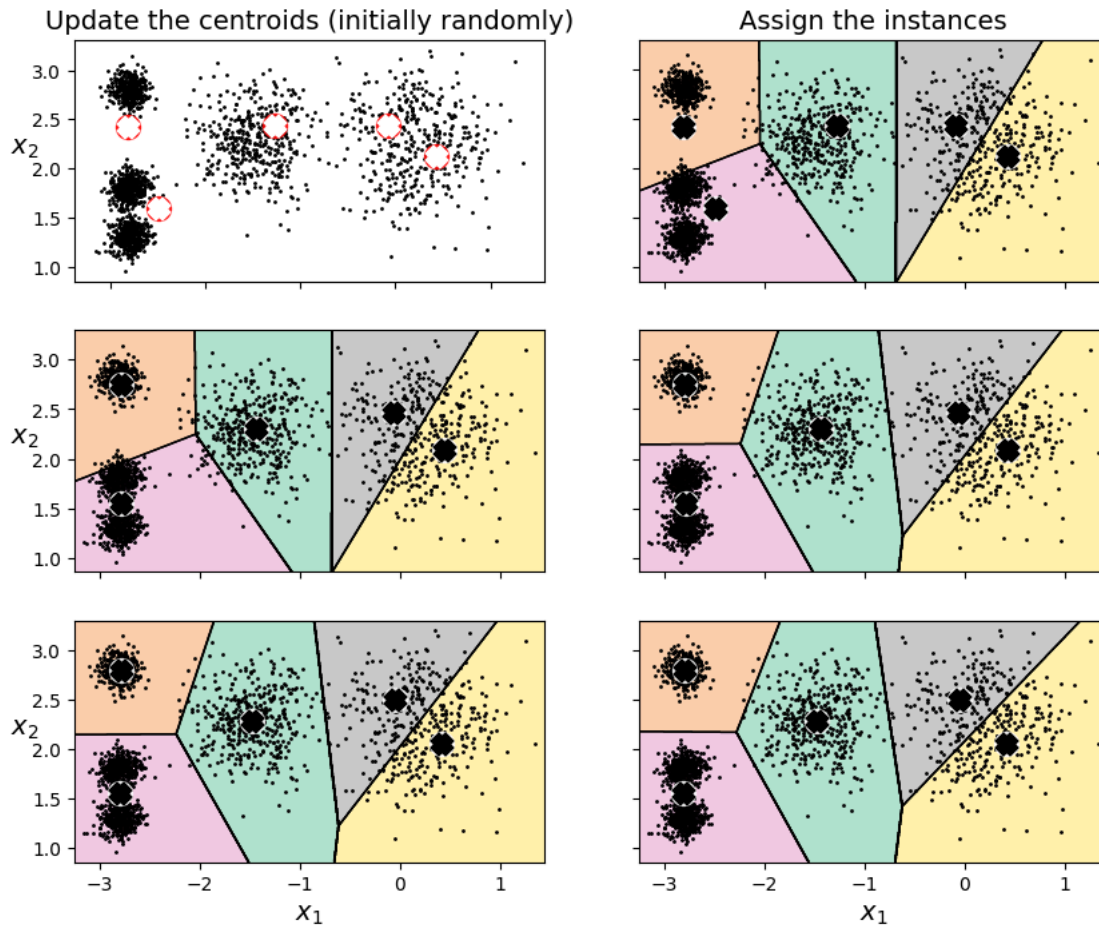 Update the centroids (initially randomly)
Assign the instances
3.0
2.5
x₂
2.0
1.5
1.0
3.0
2.5
x₂
2.0
1.5
1.0
3.0
2.5
x₂
2.0
1.5
1.0
−3 −2 −1 0 1
x₁
−3 −2 −1 0 1
x₁